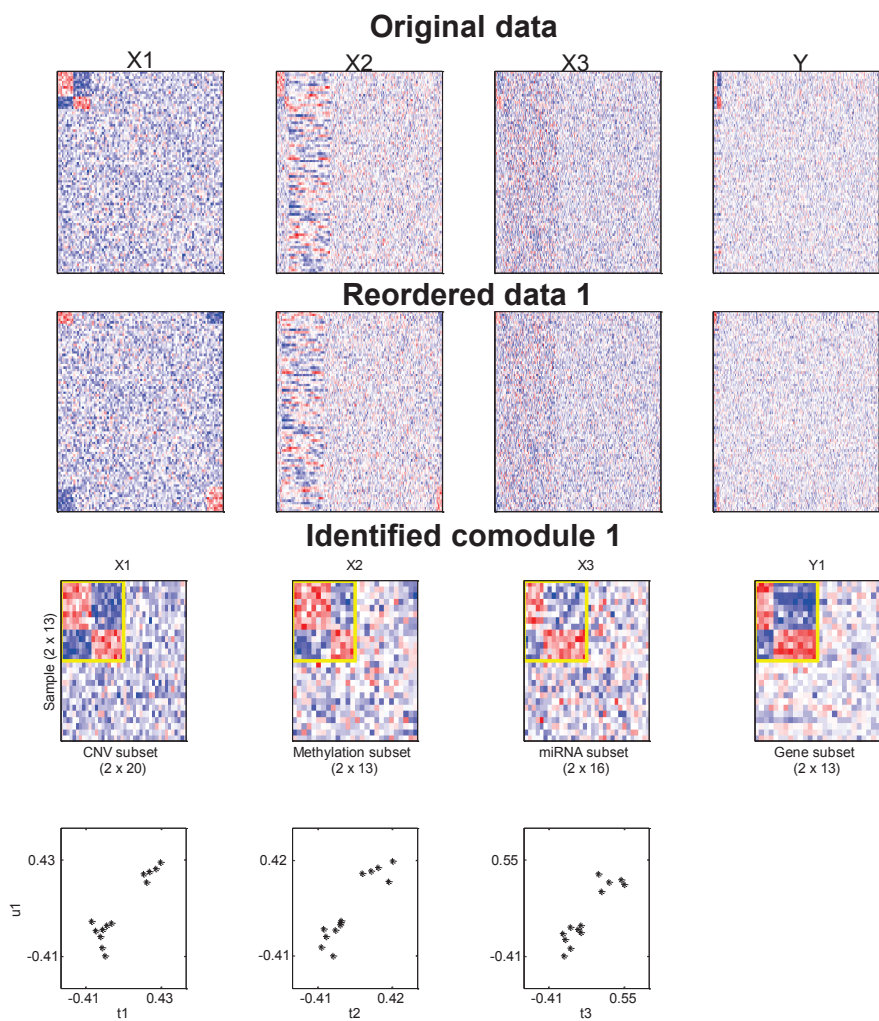 Original data
X1 X2 X3 Y
Reordered data 1
Identified comodule 1
X1 X2 X3 Y1
Sample (2 x 13)
CNV subset Methylation subset miRNA subset Gene subset
(2 x 20) (2 x 13) (2 x 16) (2 x 13)
0.43 0.42 0.55
u1
-0.41 -0.41 -0.41
-0.41 0.43 -0.41 0.42 -0.41 0.55
t1 t2 t3